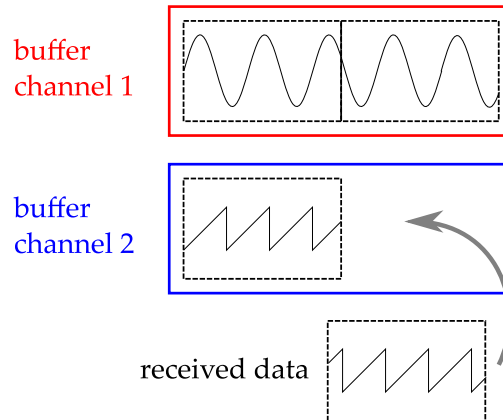 buffer
channel 1
buffer
channel 2
received data